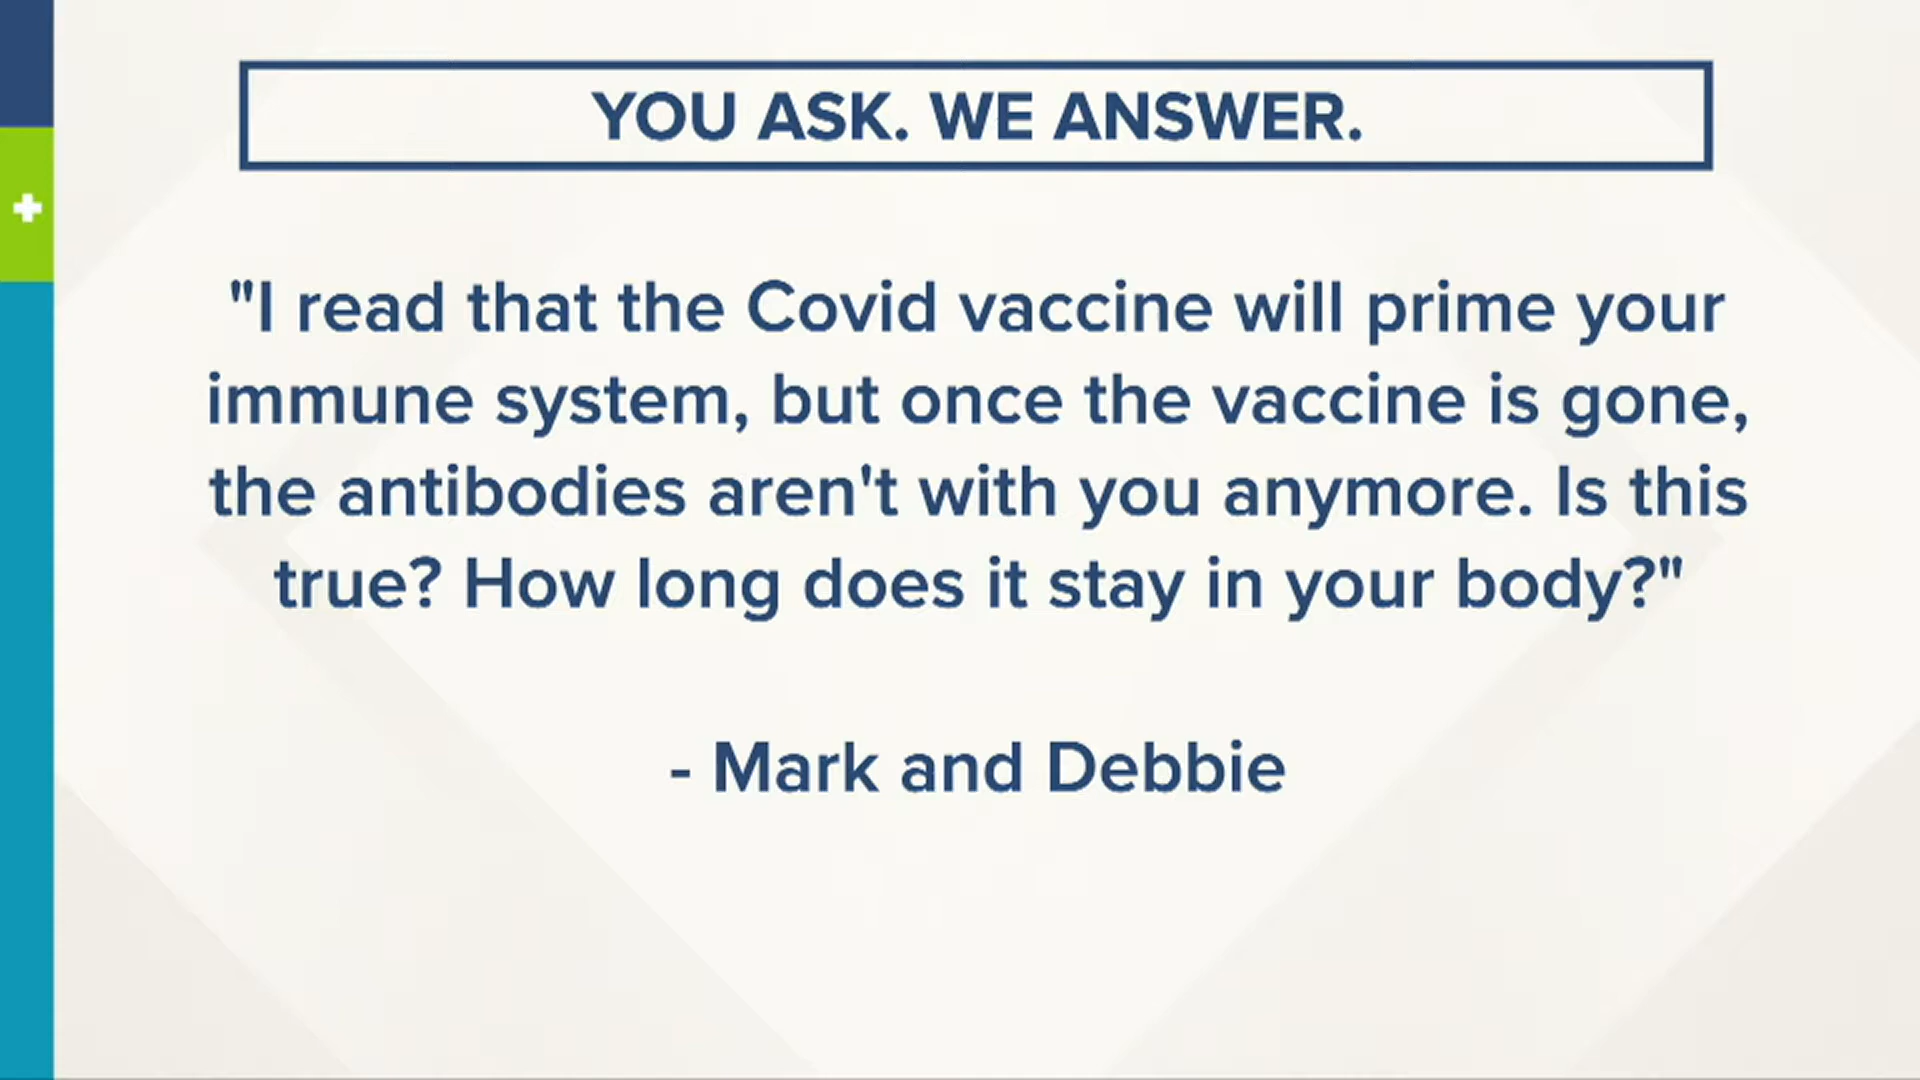 YOU ASK. WE ANSWER.
"I read that the Covid vaccine will prime your
immune system, but once the vaccine is gone,
the antibodies aren't with you anymore. Is this
true? How long does it stay in your body?"
- Mark and Debbie